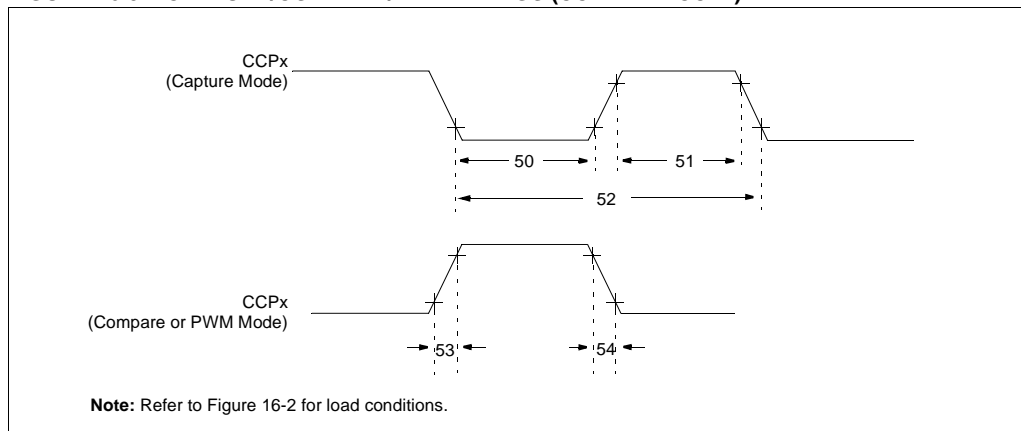 CCPx
(Capture Mode)
50
51
52
CCPx
(Compare or PWM Mode)
53
54
Note: Refer to Figure 16-2 for load conditions.